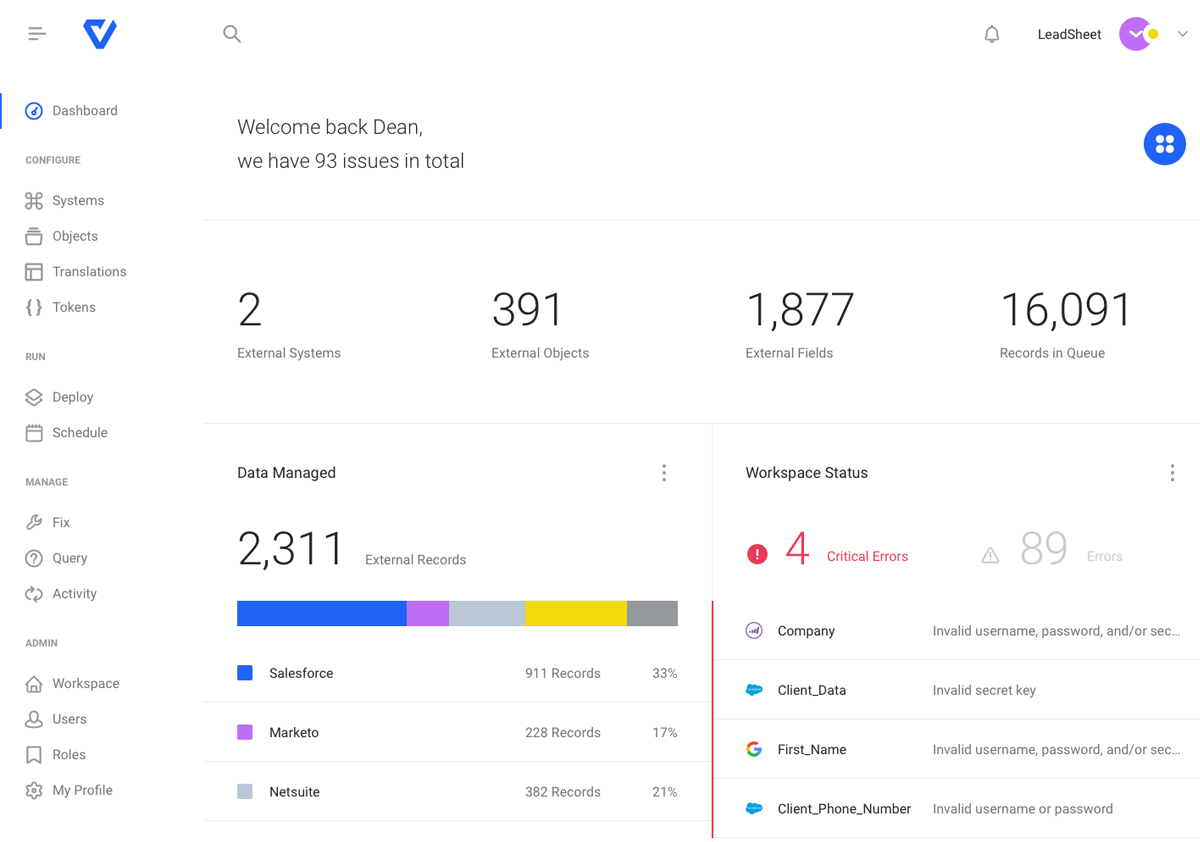 LeadSheet
Dashboard
CONFIGURE
Systems
Objects
Translations
Tokens
RUN
Deploy
Schedule
MANAGE
Fix
Query
Activity
ADMIN
Workspace
Users
Roles
My Profile
Welcome back Dean,
we have 93 issues in total
2
External Systems
391
External Objects
1,877
External Fields
16,091
Records in Queue
Data Managed
2,311 External Records
Salesforce 911 Records 33%
Marketo 228 Records 17%
Netsuite 382 Records 21%
Workspace Status
4 Critical Errors
89 Errors
Company Invalid username, password, and/or sec...
Client_Data Invalid secret key
First_Name Invalid username, password, and/or sec...
Client_Phone_Number Invalid username or password